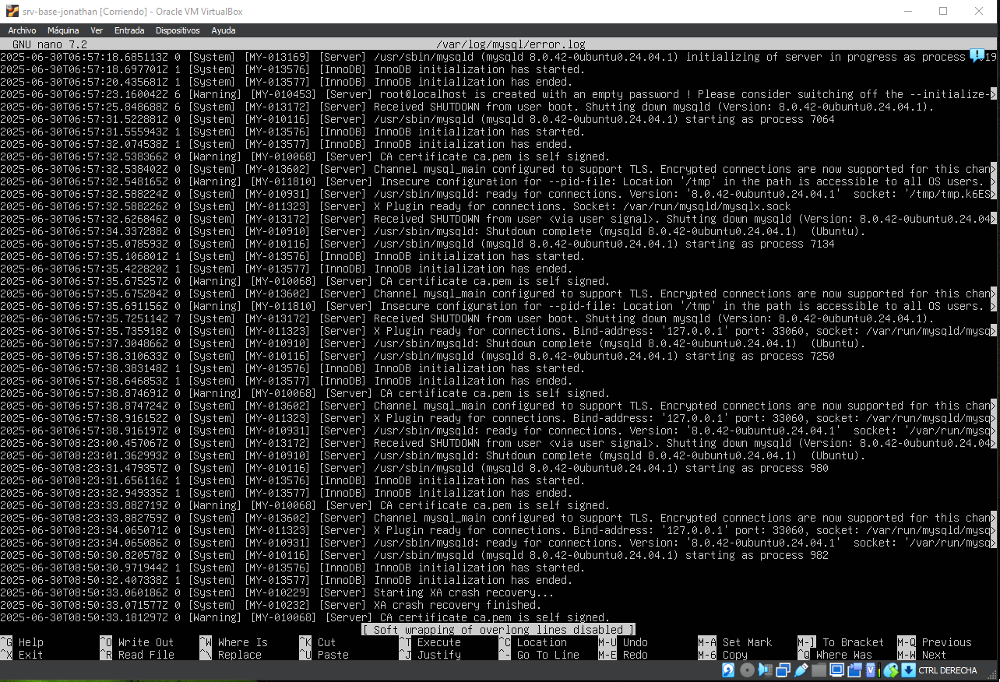 srv-base-jonathan [Corriendo] - Oracle VM VirtualBox
Archivo Máquina Ver Entrada Dispositivos Ayuda
GNU nano 7.2 /var/log/mysql/error.log
2025-06-30T06:57:18.685113Z 0 [System] [MY-013169] [Server] /usr/sbin/mysqld (mysqld 8.0.42-0ubuntu0.24.04.1) initializing of server in progress as process 19
2025-06-30T06:57:18.697701Z 1 [System] [MY-013576] [InnoDB] InnoDB initialization has started.
2025-06-30T06:57:20.435681Z 1 [System] [MY-013577] [InnoDB] InnoDB initialization has ended.
2025-06-30T06:57:23.160042Z 6 [Warning] [MY-010453] [Server] root@localhost is created with an empty password ! Please consider switching off the --initialize->
2025-06-30T06:57:25.848688Z 6 [System] [MY-013172] [Server] Received SHUTDOWN from user boot. Shutting down mysqld (Version: 8.0.42-0ubuntu0.24.04.1).
2025-06-30T06:57:31.522881Z 0 [System] [MY-010116] [Server] /usr/sbin/mysqld (mysqld 8.0.42-0ubuntu0.24.04.1) starting as process 7064
2025-06-30T06:57:31.555943Z 1 [System] [MY-013576] [InnoDB] InnoDB initialization has started.
2025-06-30T06:57:32.074538Z 1 [System] [MY-013577] [InnoDB] InnoDB initialization has ended.
2025-06-30T06:57:32.538366Z 0 [Warning] [MY-010068] [Server] CA certificate ca.pem is self signed.
2025-06-30T06:57:32.538402Z 0 [System] [MY-013602] [Server] Channel mysql_main configured to support TLS. Encrypted connections are now supported for this chan>
2025-06-30T06:57:32.548165Z 0 [Warning] [MY-011810] [Server] Insecure configuration for --pid-file: Location '/tmp' in the path is accessible to all OS users. >
2025-06-30T06:57:32.588224Z 0 [System] [MY-010931] [Server] /usr/sbin/mysqld: ready for connections. Version: '8.0.42-0ubuntu0.24.04.1'  socket: '/tmp/tmp.k6ES>
2025-06-30T06:57:32.588226Z 0 [System] [MY-011323] [Server] X Plugin ready for connections. Socket: /var/run/mysqld/mysqlx.sock
2025-06-30T06:57:32.626846Z 0 [System] [MY-013172] [Server] Received SHUTDOWN from user <via user signal>. Shutting down mysqld (Version: 8.0.42-0ubuntu0.24.04>
2025-06-30T06:57:34.337288Z 0 [System] [MY-010910] [Server] /usr/sbin/mysqld: Shutdown complete (mysqld 8.0.42-0ubuntu0.24.04.1)  (Ubuntu).
2025-06-30T06:57:35.078593Z 0 [System] [MY-010116] [Server] /usr/sbin/mysqld (mysqld 8.0.42-0ubuntu0.24.04.1) starting as process 7134
2025-06-30T06:57:35.106801Z 1 [System] [MY-013576] [InnoDB] InnoDB initialization has started.
2025-06-30T06:57:35.422820Z 1 [System] [MY-013577] [InnoDB] InnoDB initialization has ended.
2025-06-30T06:57:35.675257Z 0 [Warning] [MY-010068] [Server] CA certificate ca.pem is self signed.
2025-06-30T06:57:35.675284Z 0 [System] [MY-013602] [Server] Channel mysql_main configured to support TLS. Encrypted connections are now supported for this chan>
2025-06-30T06:57:35.691156Z 0 [Warning] [MY-011810] [Server] Insecure configuration for --pid-file: Location '/tmp' in the path is accessible to all OS users. >
2025-06-30T06:57:35.725114Z 7 [System] [MY-013172] [Server] Received SHUTDOWN from user boot. Shutting down mysqld (Version: 8.0.42-0ubuntu0.24.04.1).
2025-06-30T06:57:35.735918Z 0 [System] [MY-011323] [Server] X Plugin ready for connections. Bind-address: '127.0.0.1' port: 33060, socket: /var/run/mysqld/mysq>
2025-06-30T06:57:37.304866Z 0 [System] [MY-010910] [Server] /usr/sbin/mysqld: Shutdown complete (mysqld 8.0.42-0ubuntu0.24.04.1)  (Ubuntu).
2025-06-30T06:57:38.310633Z 0 [System] [MY-010116] [Server] /usr/sbin/mysqld (mysqld 8.0.42-0ubuntu0.24.04.1) starting as process 7250
2025-06-30T06:57:38.383148Z 1 [System] [MY-013576] [InnoDB] InnoDB initialization has started.
2025-06-30T06:57:38.646853Z 1 [System] [MY-013577] [InnoDB] InnoDB initialization has ended.
2025-06-30T06:57:38.874691Z 0 [Warning] [MY-010068] [Server] CA certificate ca.pem is self signed.
2025-06-30T06:57:38.874724Z 0 [System] [MY-013602] [Server] Channel mysql_main configured to support TLS. Encrypted connections are now supported for this chan>
2025-06-30T06:57:38.916152Z 0 [System] [MY-011323] [Server] X Plugin ready for connections. Bind-address: '127.0.0.1' port: 33060, socket: /var/run/mysqld/mysq>
2025-06-30T06:57:38.916197Z 0 [System] [MY-010931] [Server] /usr/sbin/mysqld: ready for connections. Version: '8.0.42-0ubuntu0.24.04.1'  socket: '/var/run/mysq>
2025-06-30T08:23:00.457067Z 0 [System] [MY-013172] [Server] Received SHUTDOWN from user <via user signal>. Shutting down mysqld (Version: 8.0.42-0ubuntu0.24.04>
2025-06-30T08:23:01.362993Z 0 [System] [MY-010910] [Server] /usr/sbin/mysqld: Shutdown complete (mysqld 8.0.42-0ubuntu0.24.04.1)  (Ubuntu).
2025-06-30T08:23:31.479357Z 0 [System] [MY-010116] [Server] /usr/sbin/mysqld (mysqld 8.0.42-0ubuntu0.24.04.1) starting as process 980
2025-06-30T08:23:31.656116Z 1 [System] [MY-013576] [InnoDB] InnoDB initialization has started.
2025-06-30T08:23:32.949335Z 1 [System] [MY-013577] [InnoDB] InnoDB initialization has ended.
2025-06-30T08:23:33.882719Z 0 [Warning] [MY-010068] [Server] CA certificate ca.pem is self signed.
2025-06-30T08:23:33.882759Z 0 [System] [MY-013602] [Server] Channel mysql_main configured to support TLS. Encrypted connections are now supported for this chan>
2025-06-30T08:23:34.065071Z 0 [System] [MY-011323] [Server] X Plugin ready for connections. Bind-address: '127.0.0.1' port: 33060, socket: /var/run/mysqld/mysq>
2025-06-30T08:23:34.065086Z 0 [System] [MY-010931] [Server] /usr/sbin/mysqld: ready for connections. Version: '8.0.42-0ubuntu0.24.04.1'  socket: '/var/run/mysq>
2025-06-30T08:50:30.820578Z 0 [System] [MY-010116] [Server] /usr/sbin/mysqld (mysqld 8.0.42-0ubuntu0.24.04.1) starting as process 982
2025-06-30T08:50:30.971944Z 1 [System] [MY-013576] [InnoDB] InnoDB initialization has started.
2025-06-30T08:50:32.407338Z 1 [System] [MY-013577] [InnoDB] InnoDB initialization has ended.
2025-06-30T08:50:33.060186Z 0 [System] [MY-010229] [Server] Starting XA crash recovery...
2025-06-30T08:50:33.071577Z 0 [System] [MY-010232] [Server] XA crash recovery finished.
2025-06-30T08:50:33.181297Z 0 [Warning] [MY-010068] [Server] CA certificate ca.pem is self signed.
[ Soft wrapping of overlong lines disabled ]
^G Help ^O Write Out ^W Where Is ^K Cut ^T Execute ^C Location M-U Undo M-A Set Mark M-] To Bracket M-Q Previous
^X Exit ^R Read File ^\ Replace ^U Paste ^J Justify ^- Go To Line M-E Redo M-6 Copy ^Q Where Was M-W Next
CTRL DERECHA